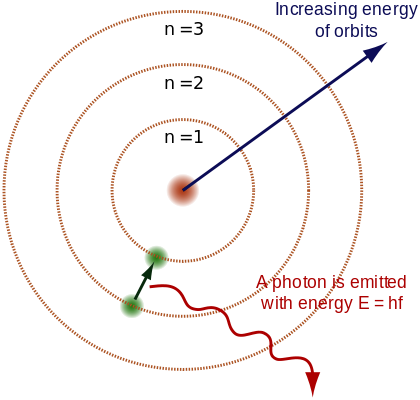 Increasing energy
of orbits
n =3
n =2
n =1
A photon is emitted
with energy E = hf